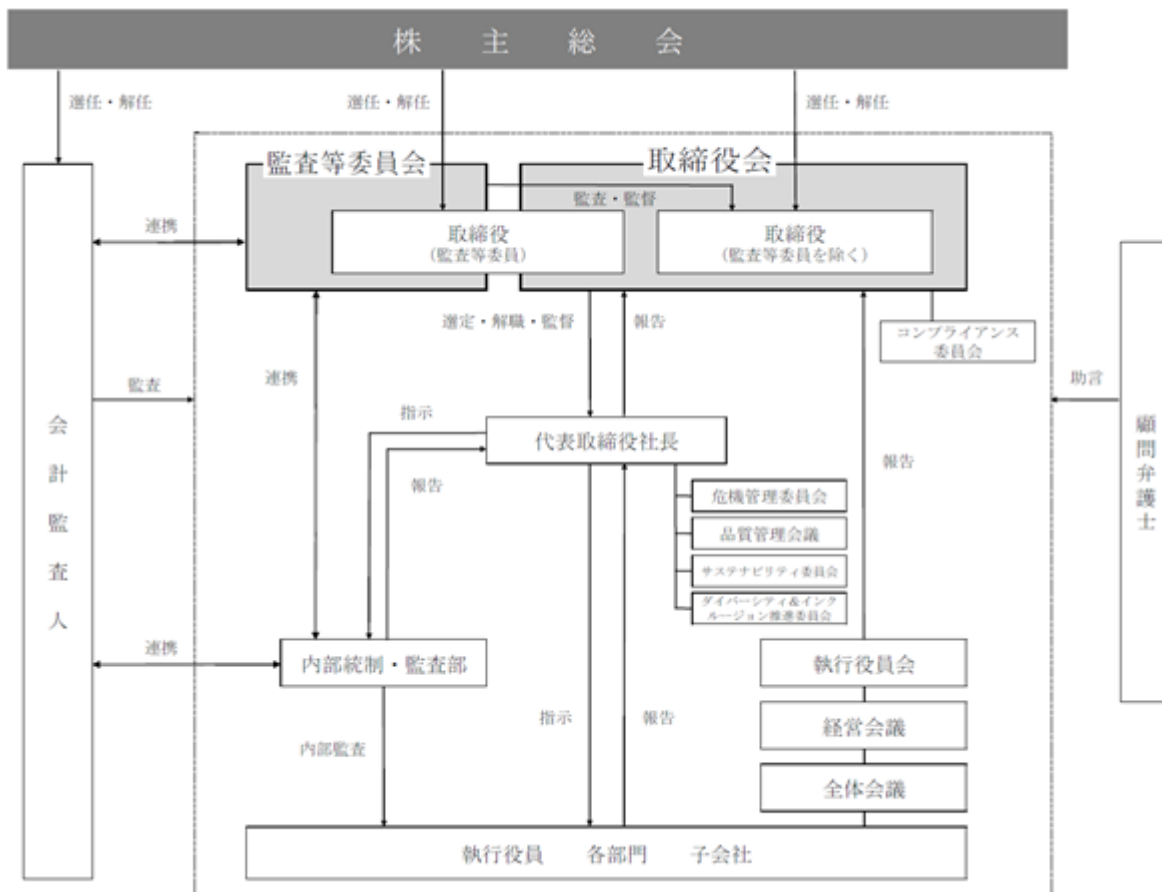 株主総会
選任・解任
選任・解任
選任・解任
監査等委員会
取締役会
監査・監督
連携
取締役
(監査等委員)
取締役
(監査等委員を除く)
選定・解職・監督
報告
コンプライアンス
委員会
連携
監査
助言
指示
代表取締役社長
報告
報告
危機管理委員会
品質管理会議
サステナビリティ委員会
ダイバーシティ&インク
ルージョン推進委員会
会計監査人
顧問弁護士
連携
内部統制・監査部
執行役員会
指示
報告
経営会議
内部監査
全体会議
執行役員 各部門 子会社